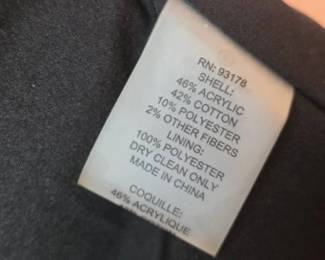 RN: 93178
SHELL:
46% ACRYLIC
42% COTTON
10% POLYESTER
2% OTHER FIBERS
LINING:
100% POLYESTER
DRY CLEAN ONLY
MADE IN CHINA
COQUILLE:
46% ACRYLIQUE